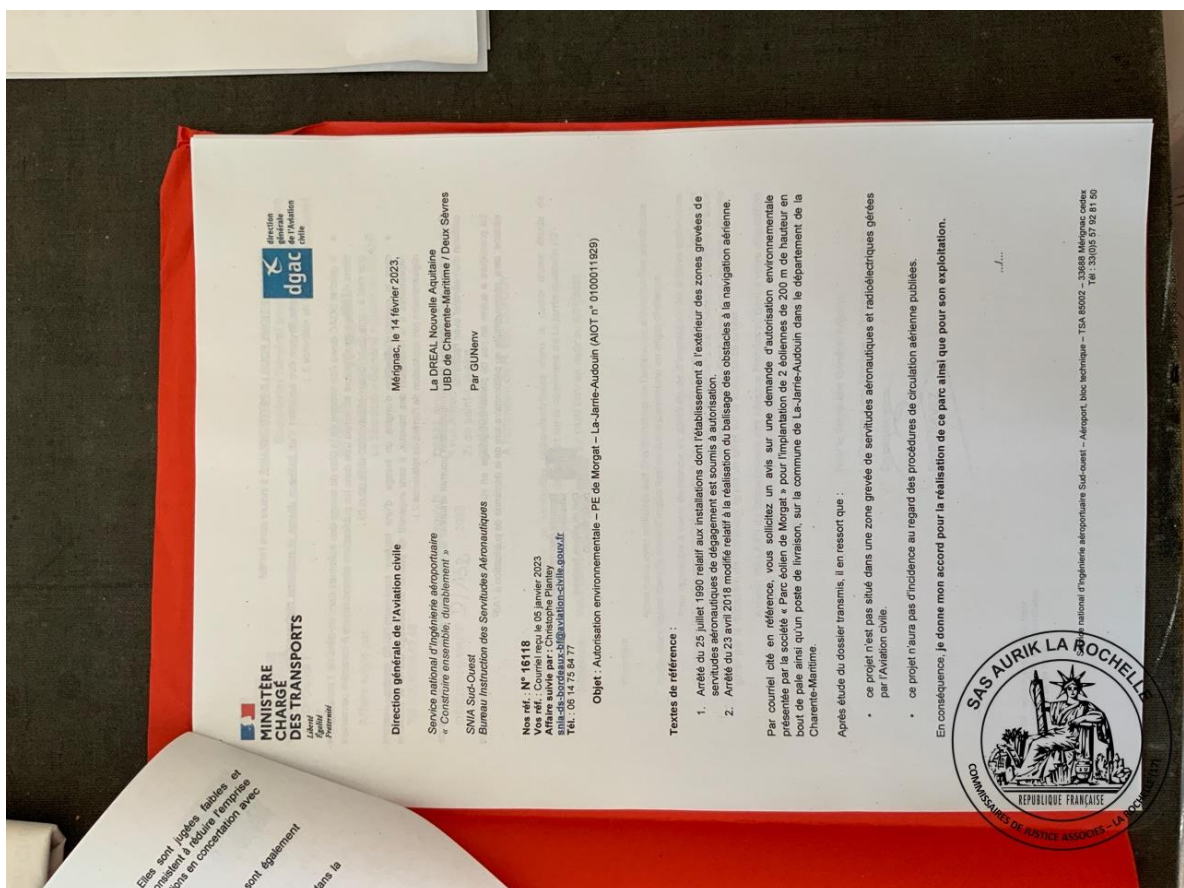 MINISTÈRE
CHARGÉ
DES TRANSPORTS
Liberté
Égalité
Fraternité
dgac
direction
générale
de l'Aviation
civile
Direction générale de l'Aviation civile
Mérignac, le 14 février 2023,
Service national d'Ingénierie aéroportuaire
« Construire ensemble, durablement »
La DREAL Nouvelle Aquitaine
UBD de Charente-Maritime / Deux Sèvres
SNIA Sud-Ouest
Bureau Instruction des Servitudes Aéronautiques
Par GUNenv
Nos réf. : N° 16118
Vos réf. : Courriel reçu le 05 janvier 2023
Affaire suivie par : Christophe Plantey
snia-ds-bordeaux-bf@aviation-civile.gouv.fr
Tél. : 06 14 75 84 77
Objet : Autorisation environnementale – PE de Morgat – La-Jarrie-Audouin (AIOT n° 0100011929)
Textes de référence :
1. Arrêté du 25 juillet 1990 relatif aux installations dont l'établissement à l'extérieur des zones grevées de
servitudes aéronautiques de dégagement est soumis à autorisation.
2. Arrêté du 23 avril 2018 modifié relatif à la réalisation du balisage des obstacles à la navigation aérienne.
Par courriel cité en référence, vous sollicitez un avis sur une demande d'autorisation environnementale
présentée par la société « Parc éolien de Morgat » pour l'implantation de 2 éoliennes de 200 m de hauteur en
bout de pale ainsi qu'un poste de livraison, sur la commune de La-Jarrie-Audouin dans le département de la
Charente-Maritime.
Après étude du dossier transmis, il en ressort que :
• ce projet n'est pas situé dans une zone grevée de servitudes aéronautiques et radioélectriques gérées
par l'Aviation civile.
• ce projet n'aura pas d'incidence au regard des procédures de circulation aérienne publiées.
En conséquence, je donne mon accord pour la réalisation de ce parc ainsi que pour son exploitation.
.../...
national d'Ingénierie aéroportuaire Sud-ouest – Aéroport, bloc technique – TSA 85002 – 33688 Mérignac cedex
Tél : 33(0)5 57 92 81 50
Elles sont jugées faibles et
à réduire l'emprise
en concertation avec
sont également
dans la
SAS AURIK LA ROCHELLE
REPUBLIQUE FRANÇAISE
COMMISSAIRES DE JUSTICE ASSOCIÉS – LA ROCHELLE (17)